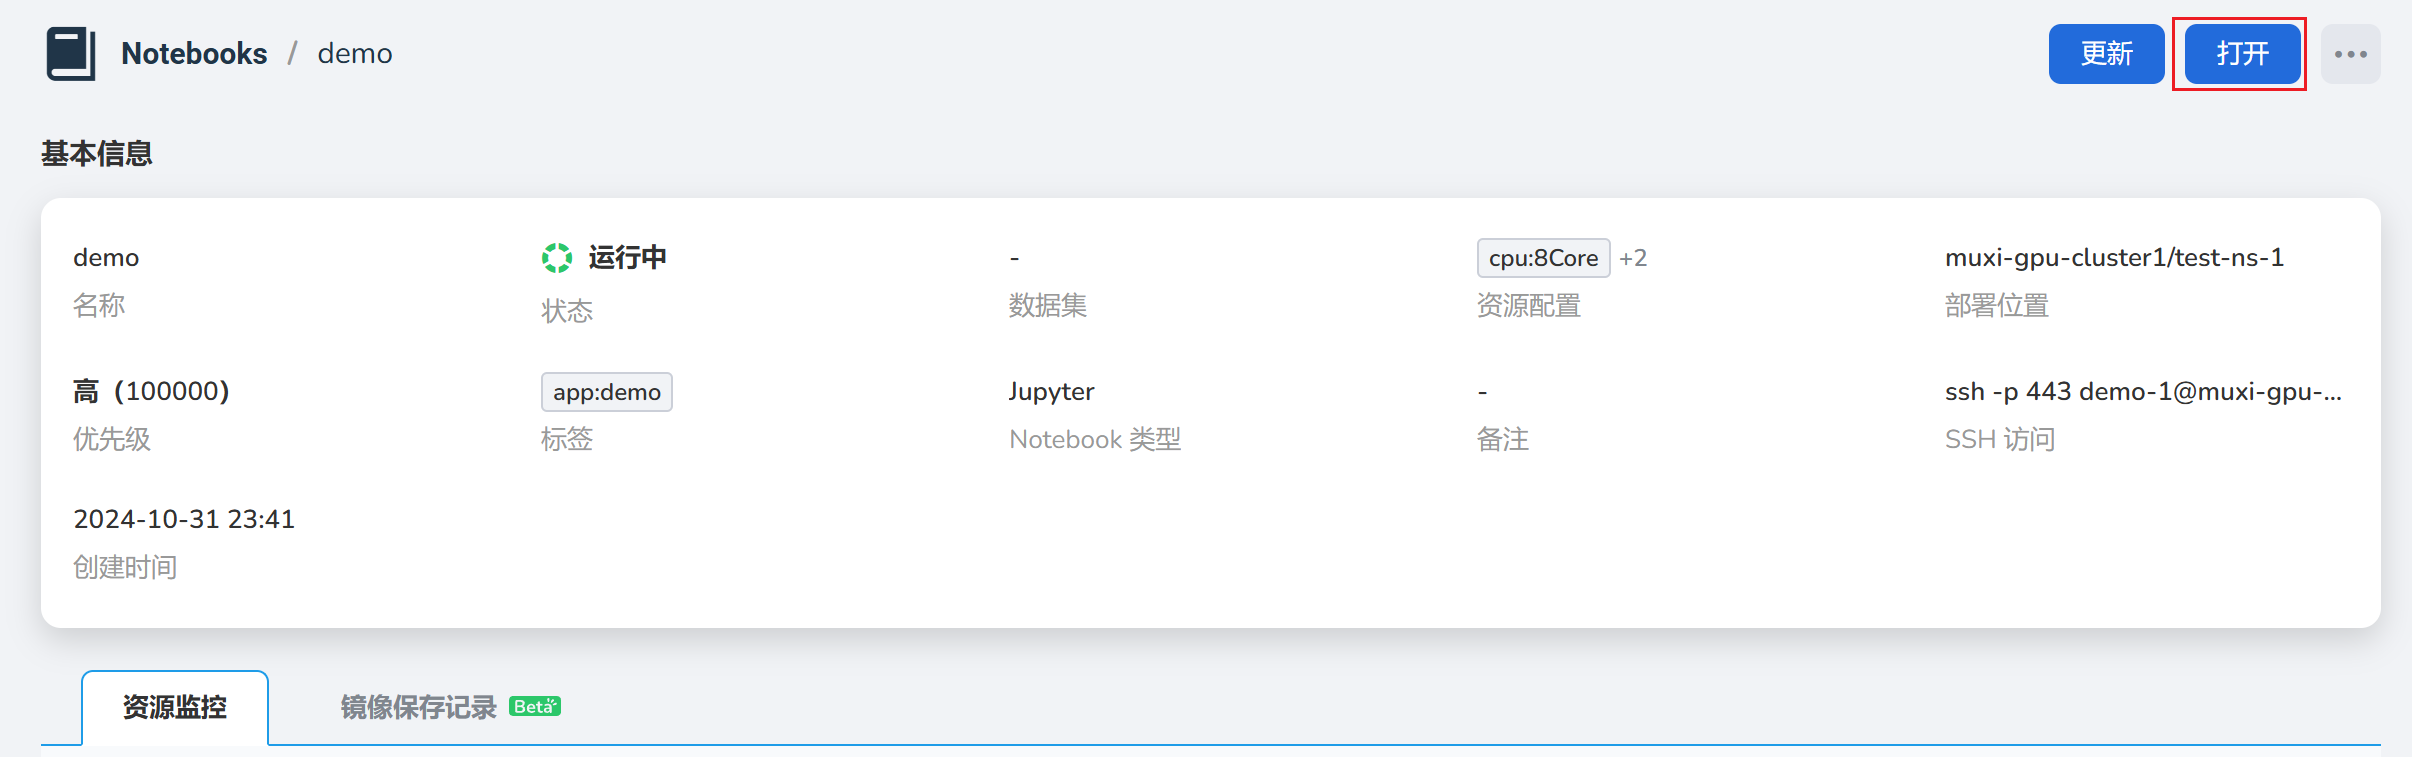 Notebooks / demo
更新
打开
基本信息
demo
名称
运行中
状态
-
数据集
cpu:8Core +2
资源配置
muxi-gpu-cluster1/test-ns-1
部署位置
高（100000）
优先级
app:demo
标签
Jupyter
Notebook 类型
-
备注
ssh -p 443 demo-1@muxi-gpu-...
SSH 访问
2024-10-31 23:41
创建时间
资源监控
镜像保存记录 Beta